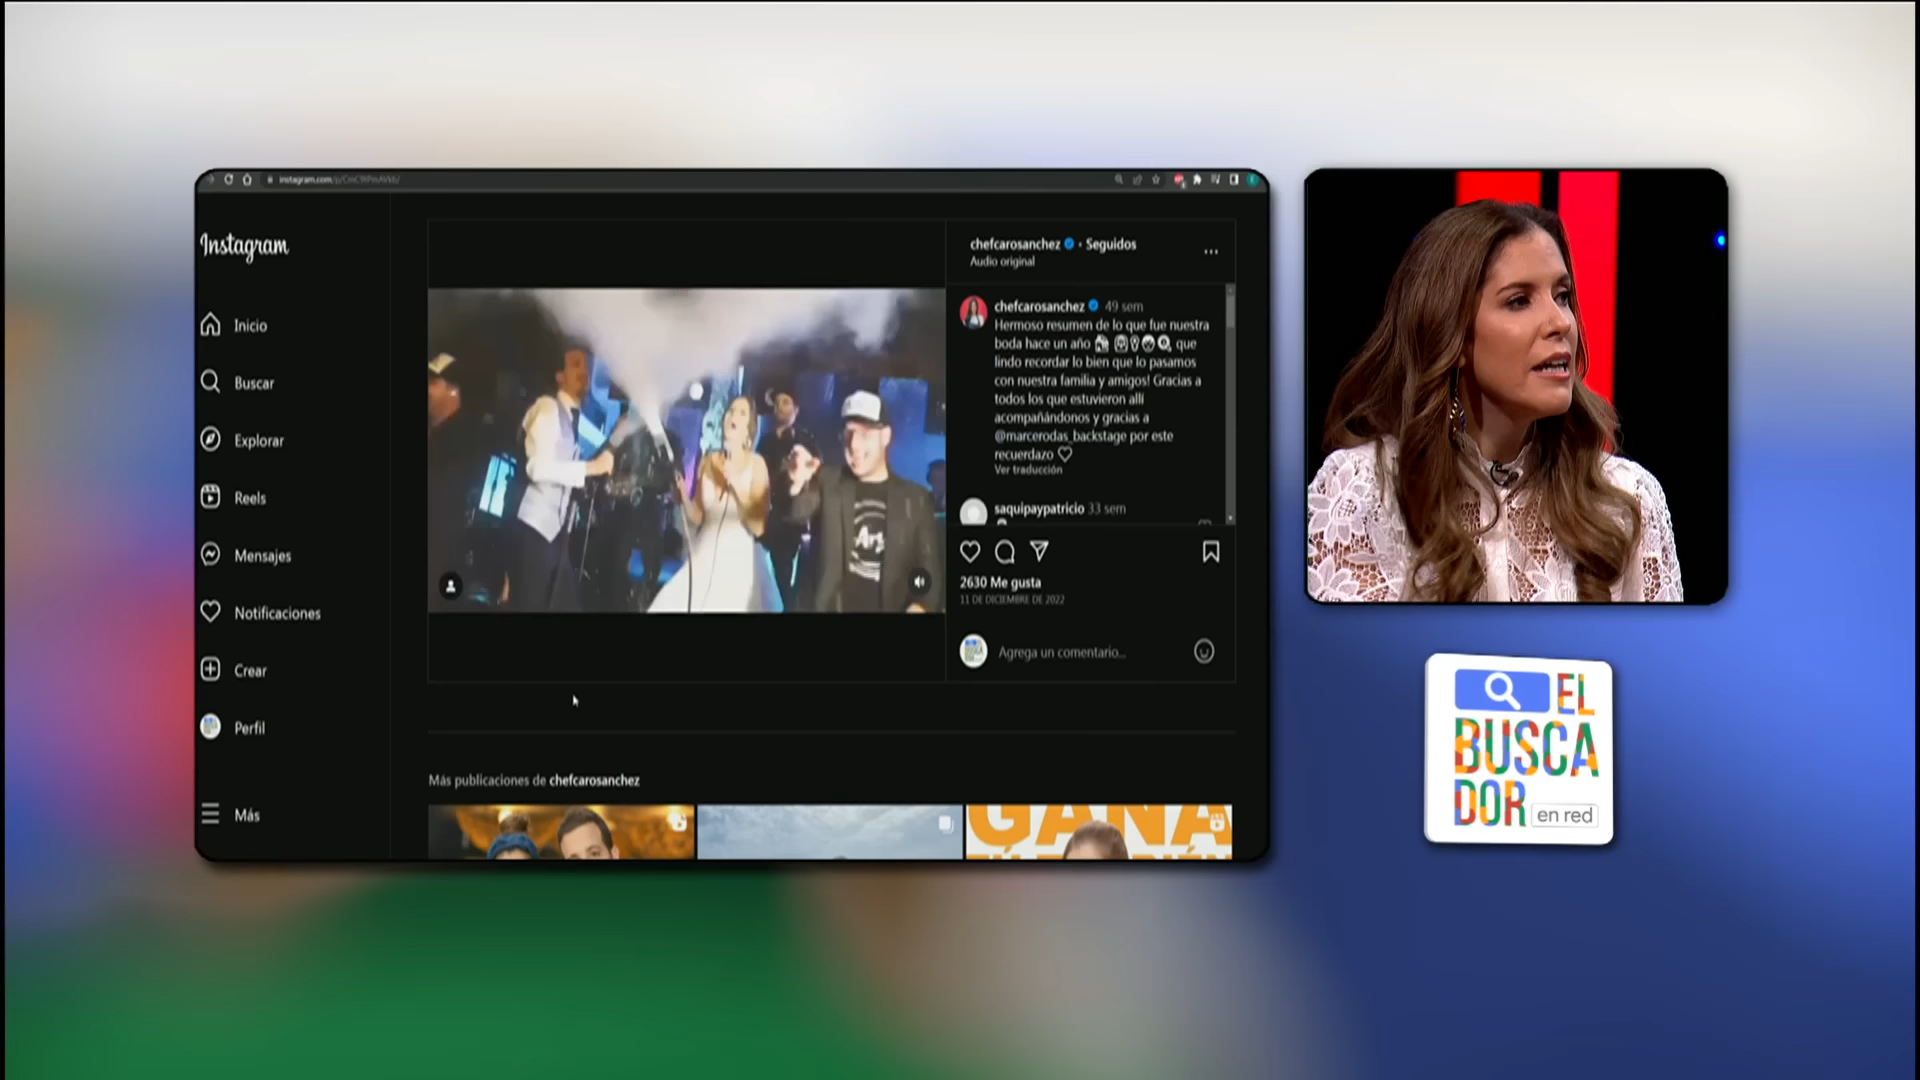 Instagram
Inicio
Buscar
Explorar
Reels
Mensajes
Notificaciones
Crear
Perfil
Más
chefcarosanchez • Seguidos
Audio original
chefcarosanchez 49 sem
Hermoso resumen de lo que fue nuestra
boda hace un año que
lindo recordar lo bien que lo pasamos
con nuestra familia y amigos! Gracias a
todos los que estuvieron allí
acompañándonos y gracias a
@marcerodas_backstage por este
recuerdazo
Ver traducción
saquipaypatricio 33 sem
2630 Me gusta
11 DE DICIEMBRE DE 2022
Agrega un comentario...
Más publicaciones de chefcarosanchez
GANA
EL
BUSCA
DOR
en red